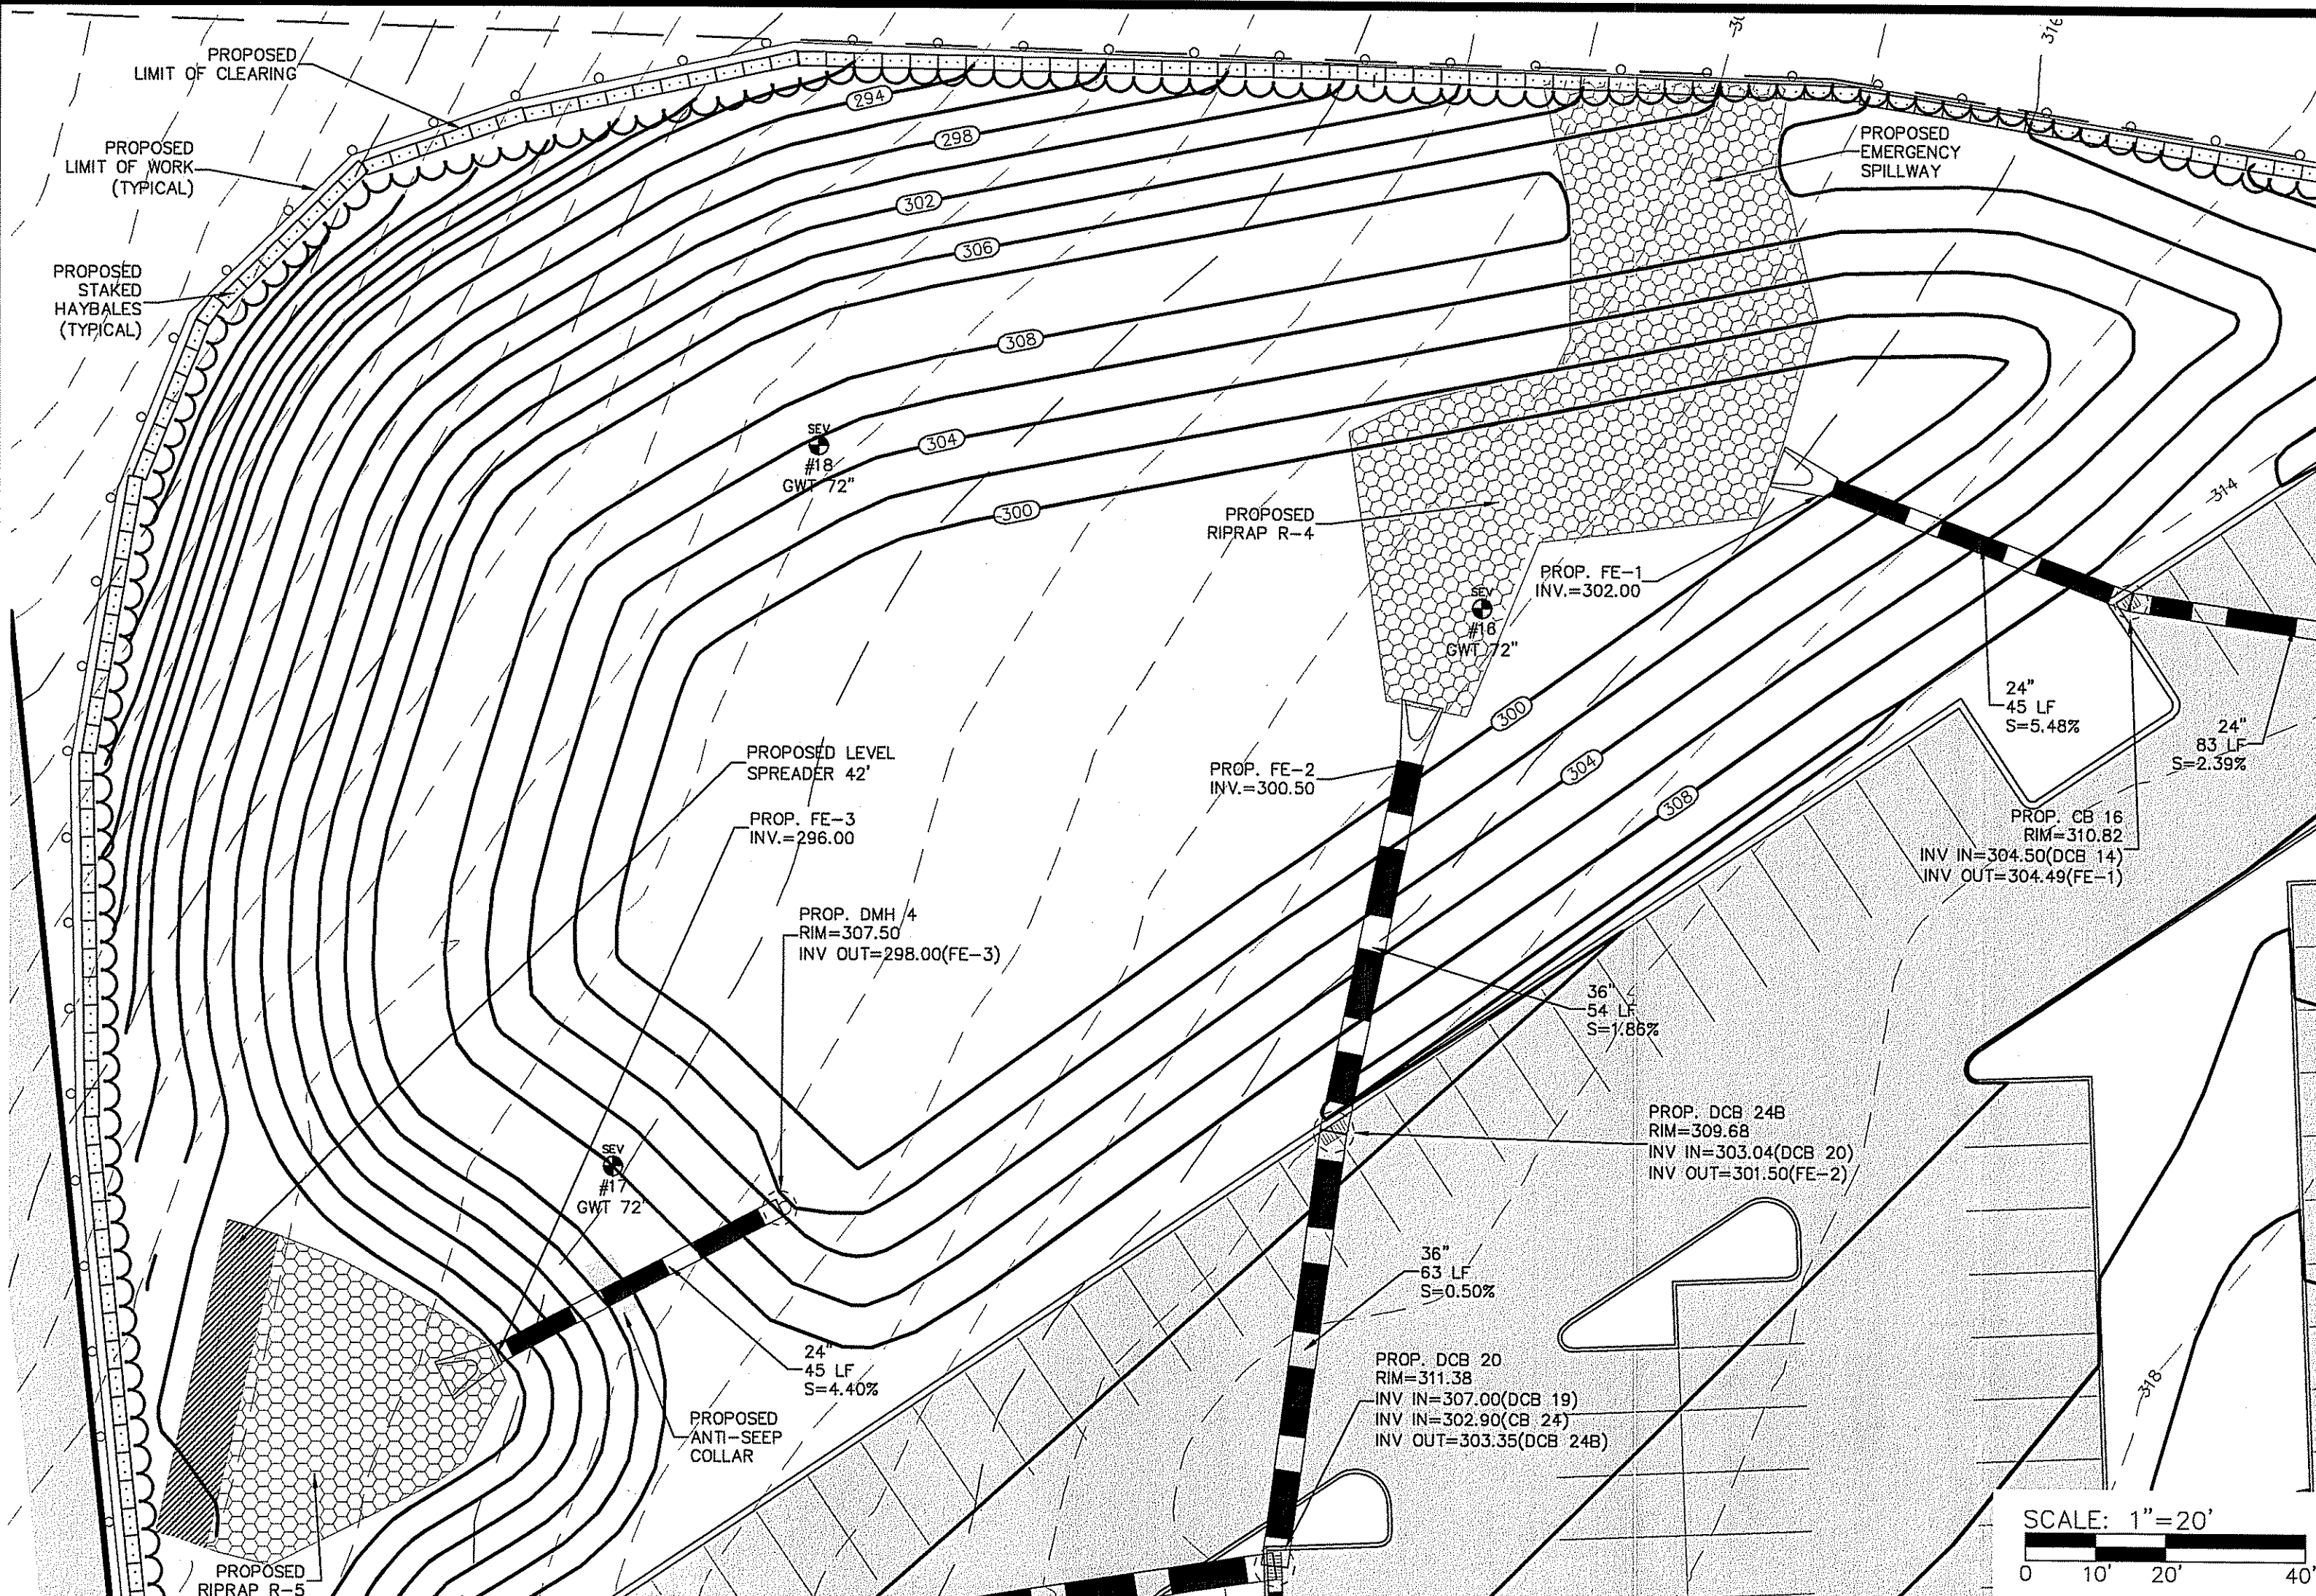 PROPOSED
LIMIT OF CLEARING
PROPOSED
LIMIT OF WORK
(TYPICAL)
PROPOSED
STAKED
HAYBALES
(TYPICAL)
294
298
302
306
308
304
300
316
PROPOSED
EMERGENCY
SPILLWAY
SEV
#18
GWT 72"
PROPOSED
RIPRAP R-4
SEV
#16
GWT 72"
PROP. FE-1
INV.=302.00
314
24"
45 LF
S=5.48%
24"
83 LF
S=2.39%
PROP. CB 16
RIM=310.82
INV IN=304.50(DCB 14)
INV OUT=304.49(FE-1)
300
304
308
PROP. FE-2
INV.=300.50
PROPOSED LEVEL
SPREADER 42'
PROP. FE-3
INV.=296.00
PROP. DMH 4
RIM=307.50
INV OUT=298.00(FE-3)
36"
54 LF
S=1.86%
PROP. DCB 24B
RIM=309.68
INV IN=303.04(DCB 20)
INV OUT=301.50(FE-2)
SEV
#17
GWT 72"
36"
63 LF
S=0.50%
24"
45 LF
S=4.40%
PROPOSED
ANTI-SEEP
COLLAR
PROP. DCB 20
RIM=311.38
INV IN=307.00(DCB 19)
INV IN=302.90(CB 24)
INV OUT=303.35(DCB 24B)
318
PROPOSED
RIPRAP R-5
SCALE: 1"=20'
0 10' 20' 40'